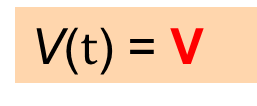 V(t) = V